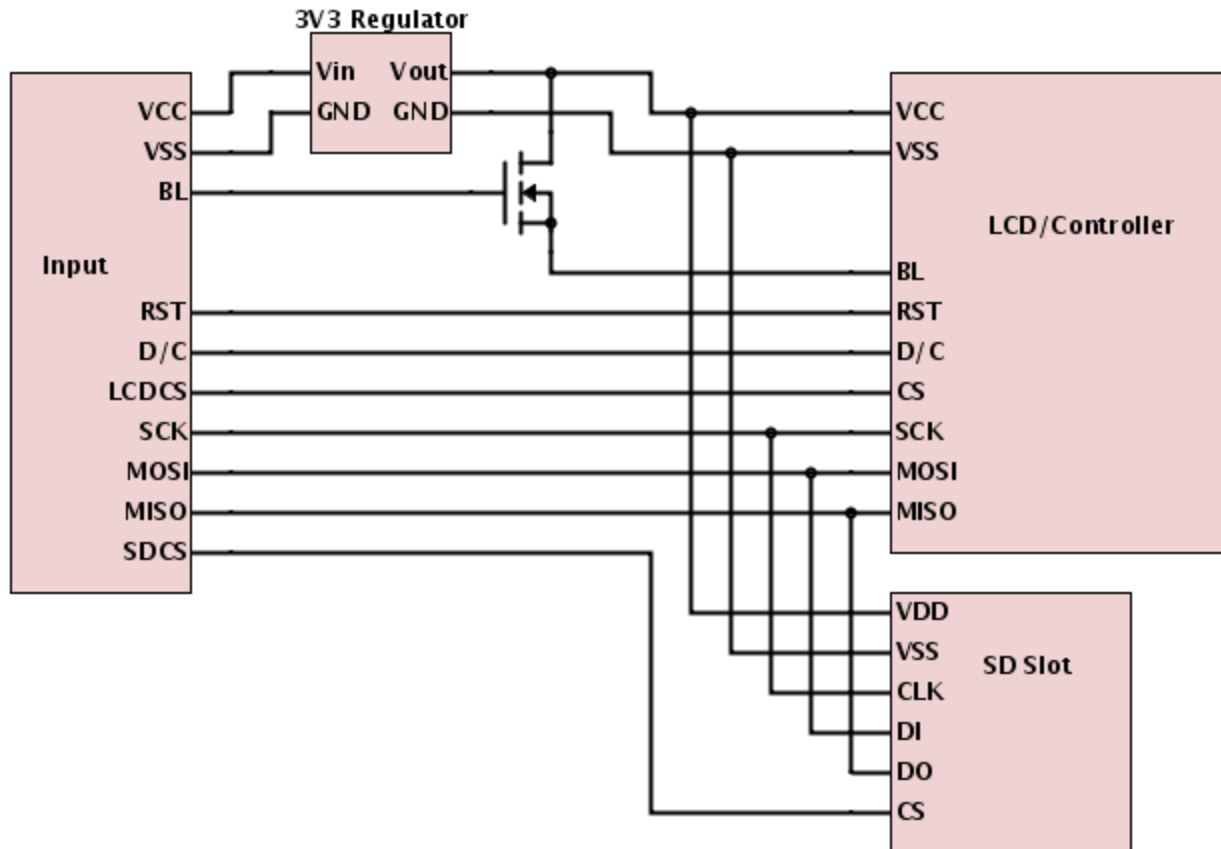 3V3 Regulator
Vin Vout
GND GND
Input
VCC
VSS
BL
RST
D/C
LCDCS
SCK
MOSI
MISO
SDCS
LCD/Controller
VCC
VSS
BL
RST
D/C
CS
SCK
MOSI
MISO
SD Slot
VDD
VSS
CLK
DI
DO
CS